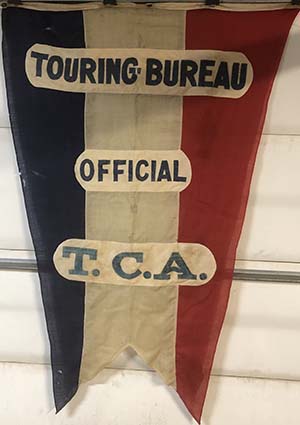 TOURING BUREAU
OFFICIAL
T. C. A.